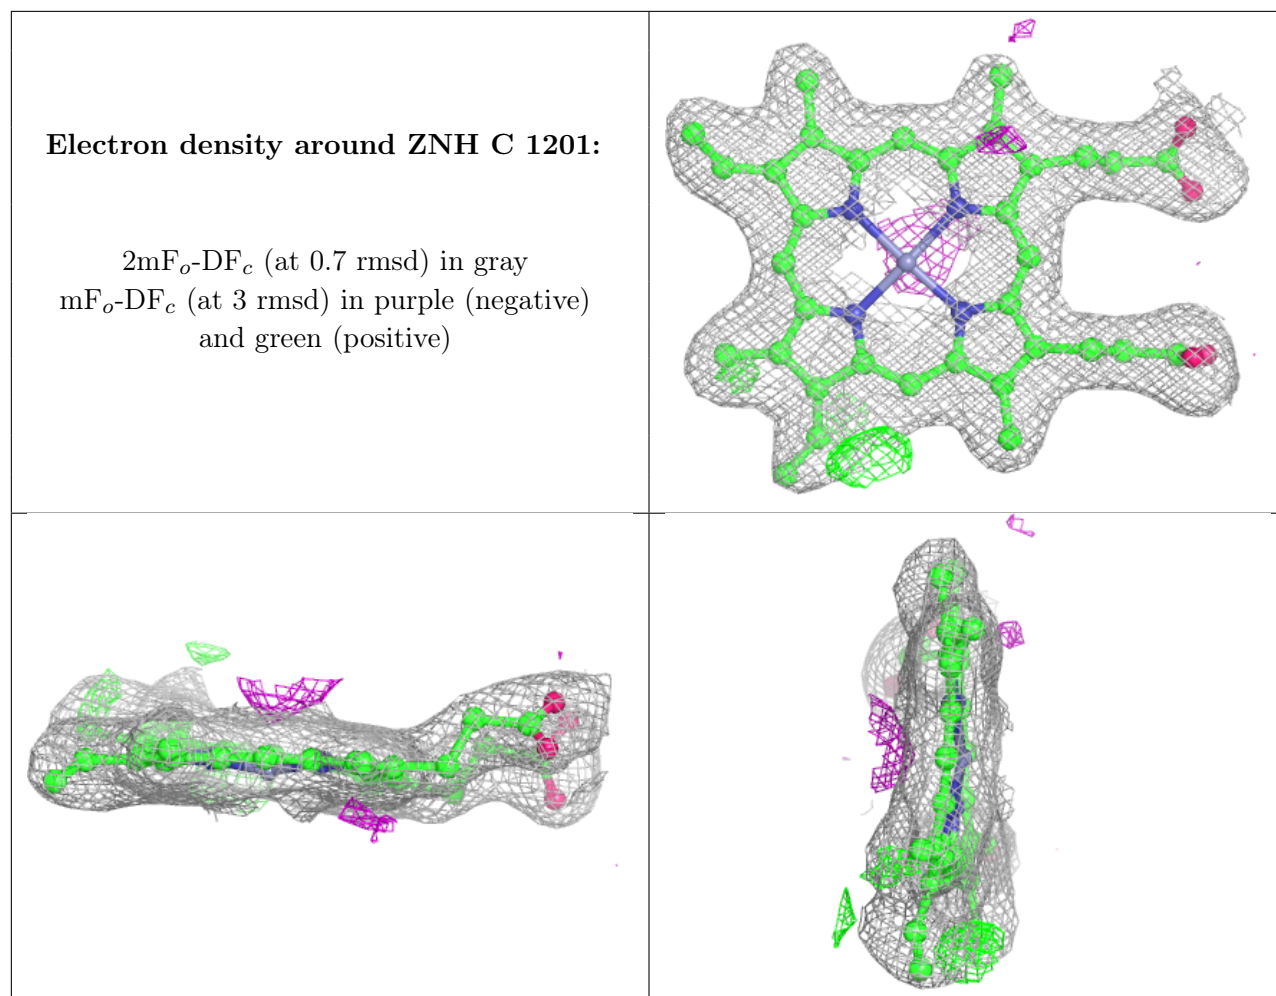 Electron density around ZNH C 1201:
2mFₒ-DF𝒸 (at 0.7 rmsd) in gray
mFₒ-DF𝒸 (at 3 rmsd) in purple (negative)
and green (positive)